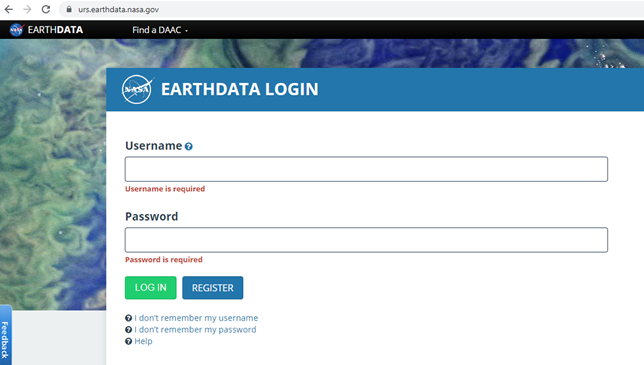 urs.earthdata.nasa.gov
NASA EARTHDATA Find a DAAC
NASA EARTHDATA LOGIN
Username
Username is required
Password
Password is required
LOG IN REGISTER
I don't remember my username
I don't remember my password
Help
Feedback